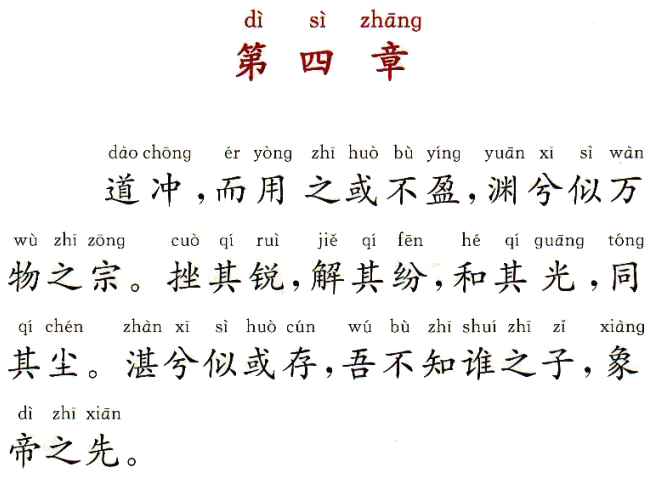 dì sì zhāng
第四章
dào chōng ér yòng zhī huò bù yíng yuān xī sì wàn
道冲，而用之或不盈，渊兮似万
wù zhī zōng cuò qí ruì jiě qí fēn hé qí guāng tóng
物之宗。挫其锐，解其纷，和其光，同
qí chén zhàn xī sì huò cún wú bù zhī shuí zhī zǐ xiàng
其尘。湛兮似或存，吾不知谁之子，象
dì zhī xiān
帝之先。